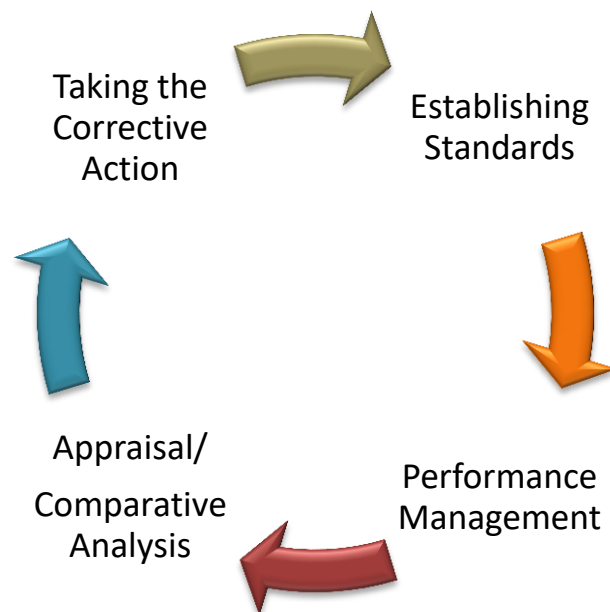 Taking the
Corrective
Action
Establishing
Standards
Performance
Management
Appraisal/
Comparative
Analysis